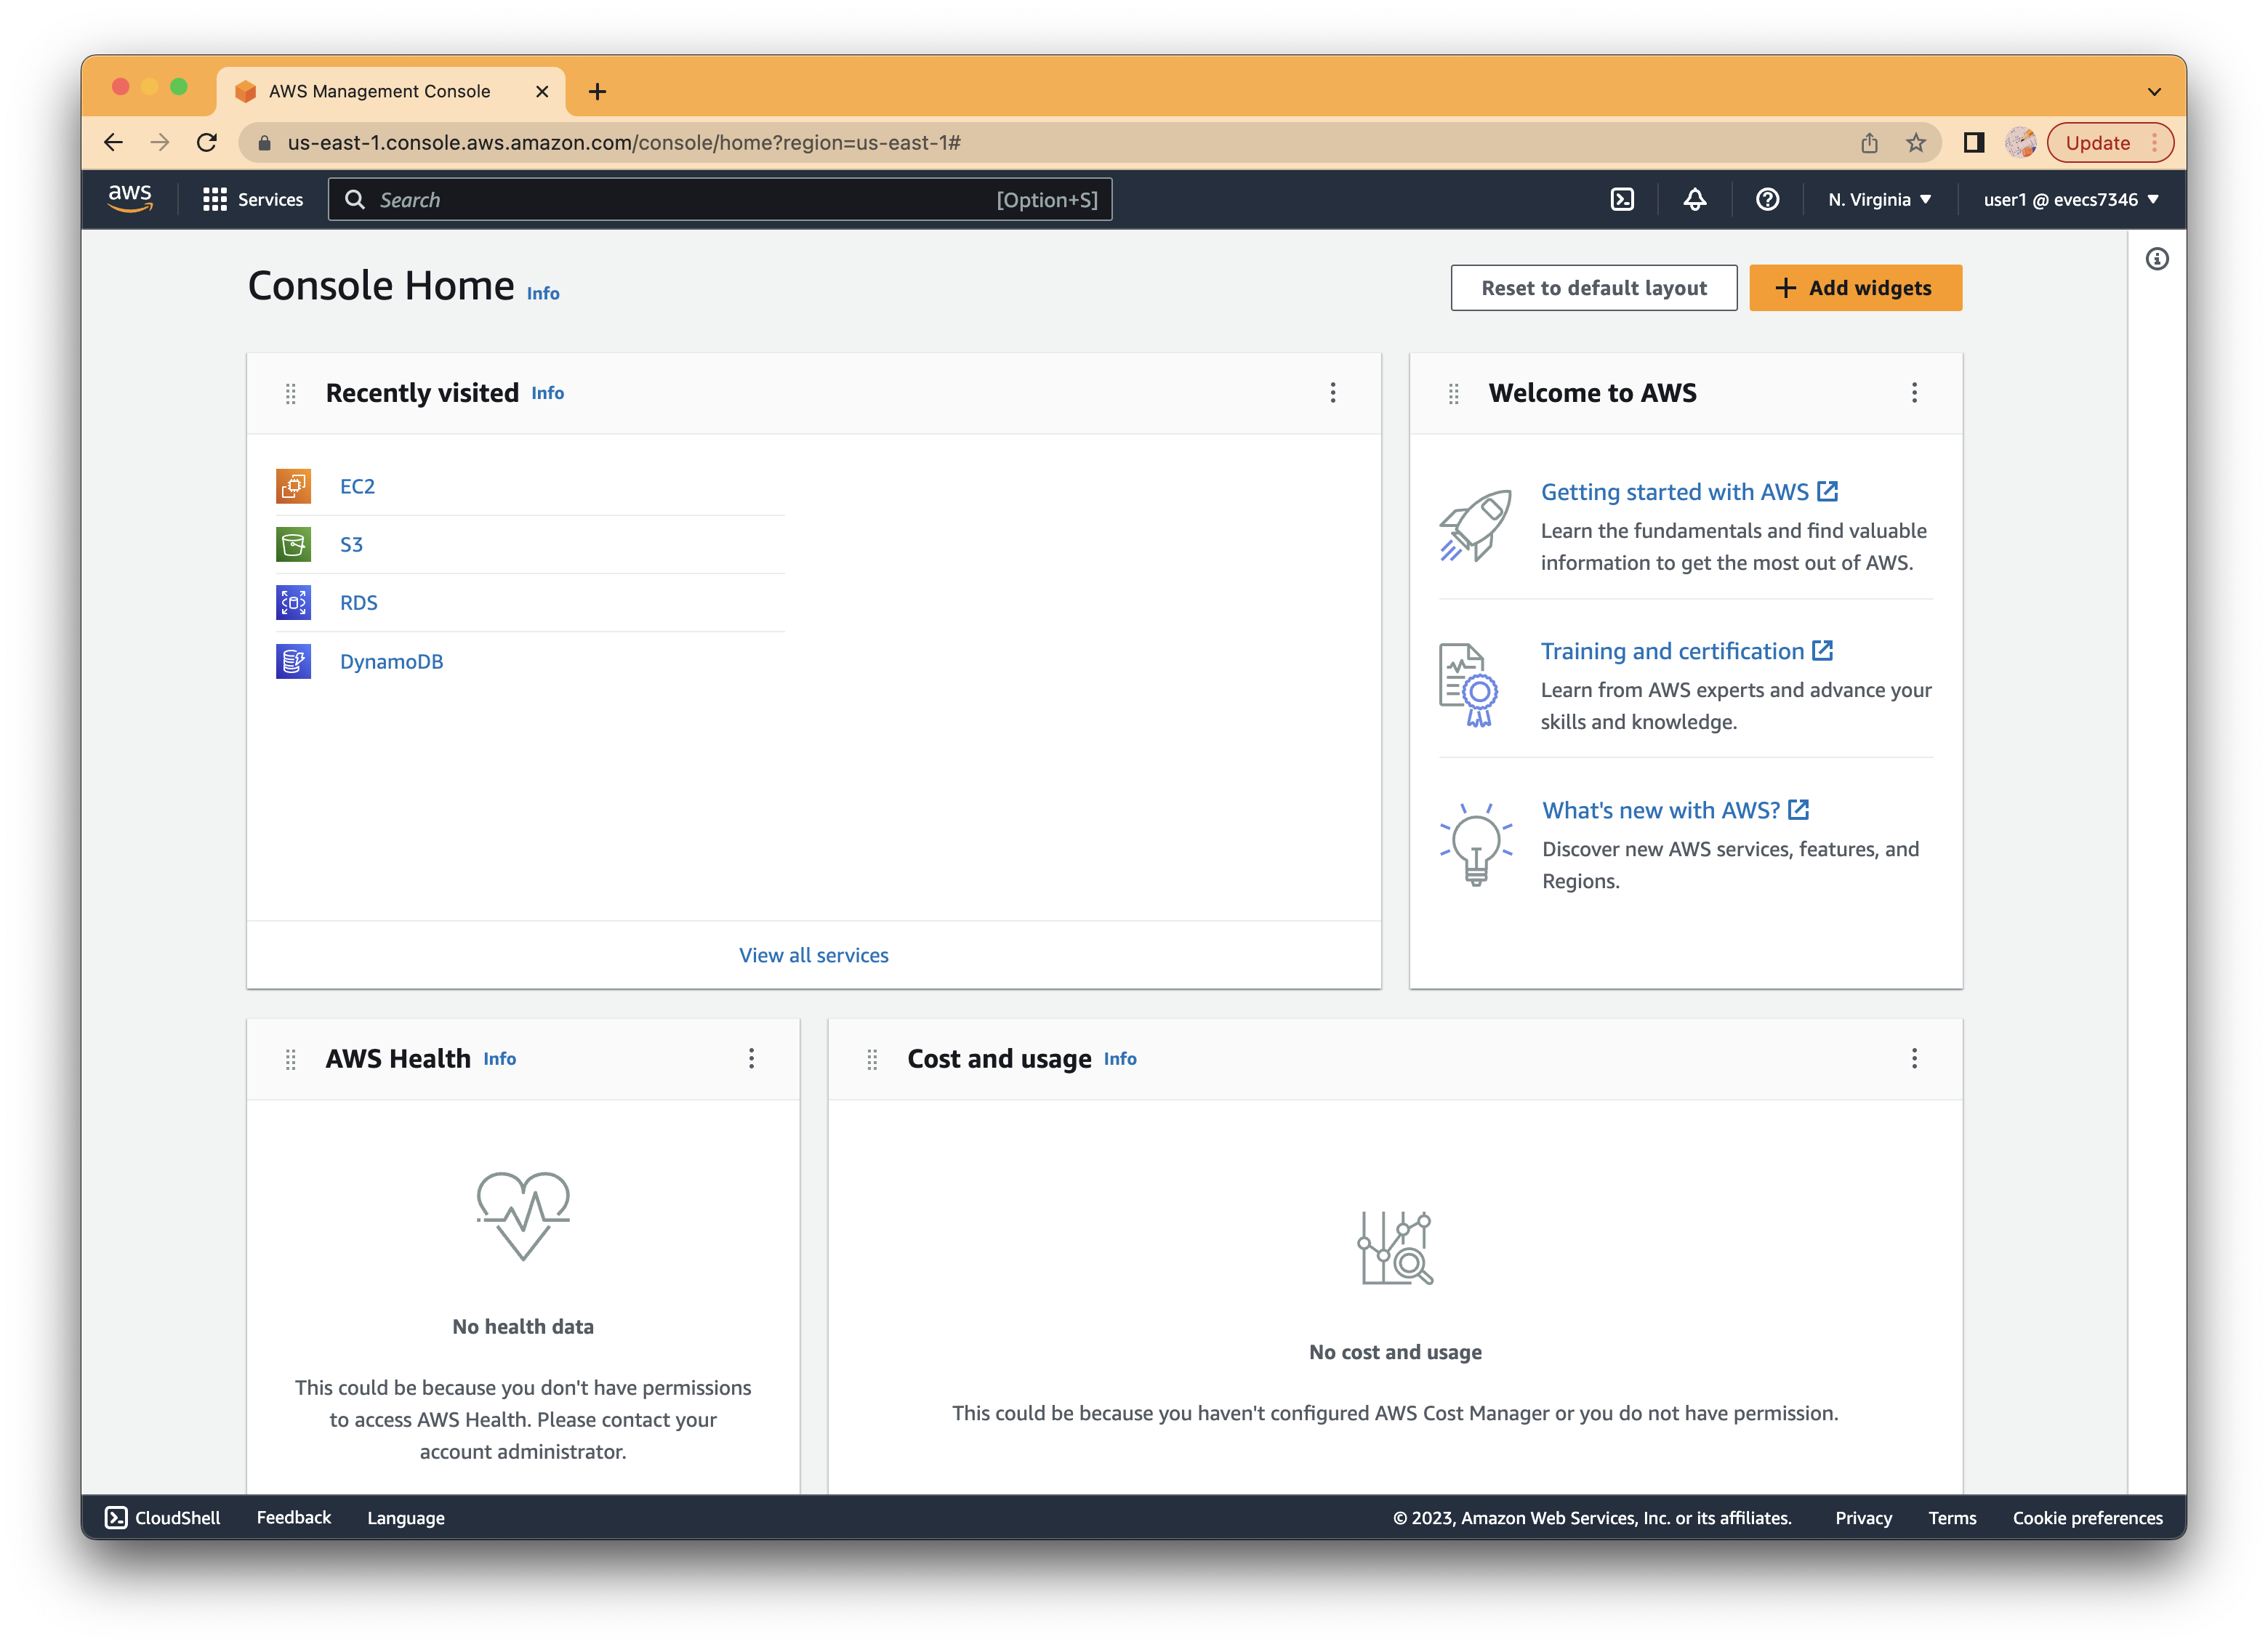 AWS Management Console
us-east-1.console.aws.amazon.com/console/home?region=us-east-1#
Update
aws
Services
Search
[Option+S]
N. Virginia
user1 @ evecs7346
Console Home Info
Reset to default layout
Add widgets
Recently visited Info
EC2
S3
RDS
DynamoDB
View all services
Welcome to AWS
Getting started with AWS
Learn the fundamentals and find valuable
information to get the most out of AWS.
Training and certification
Learn from AWS experts and advance your
skills and knowledge.
What's new with AWS?
Discover new AWS services, features, and
Regions.
AWS Health Info
No health data
This could be because you don't have permissions
to access AWS Health. Please contact your
account administrator.
Cost and usage Info
No cost and usage
This could be because you haven't configured AWS Cost Manager or you do not have permission.
CloudShell
Feedback
Language
© 2023, Amazon Web Services, Inc. or its affiliates.
Privacy
Terms
Cookie preferences